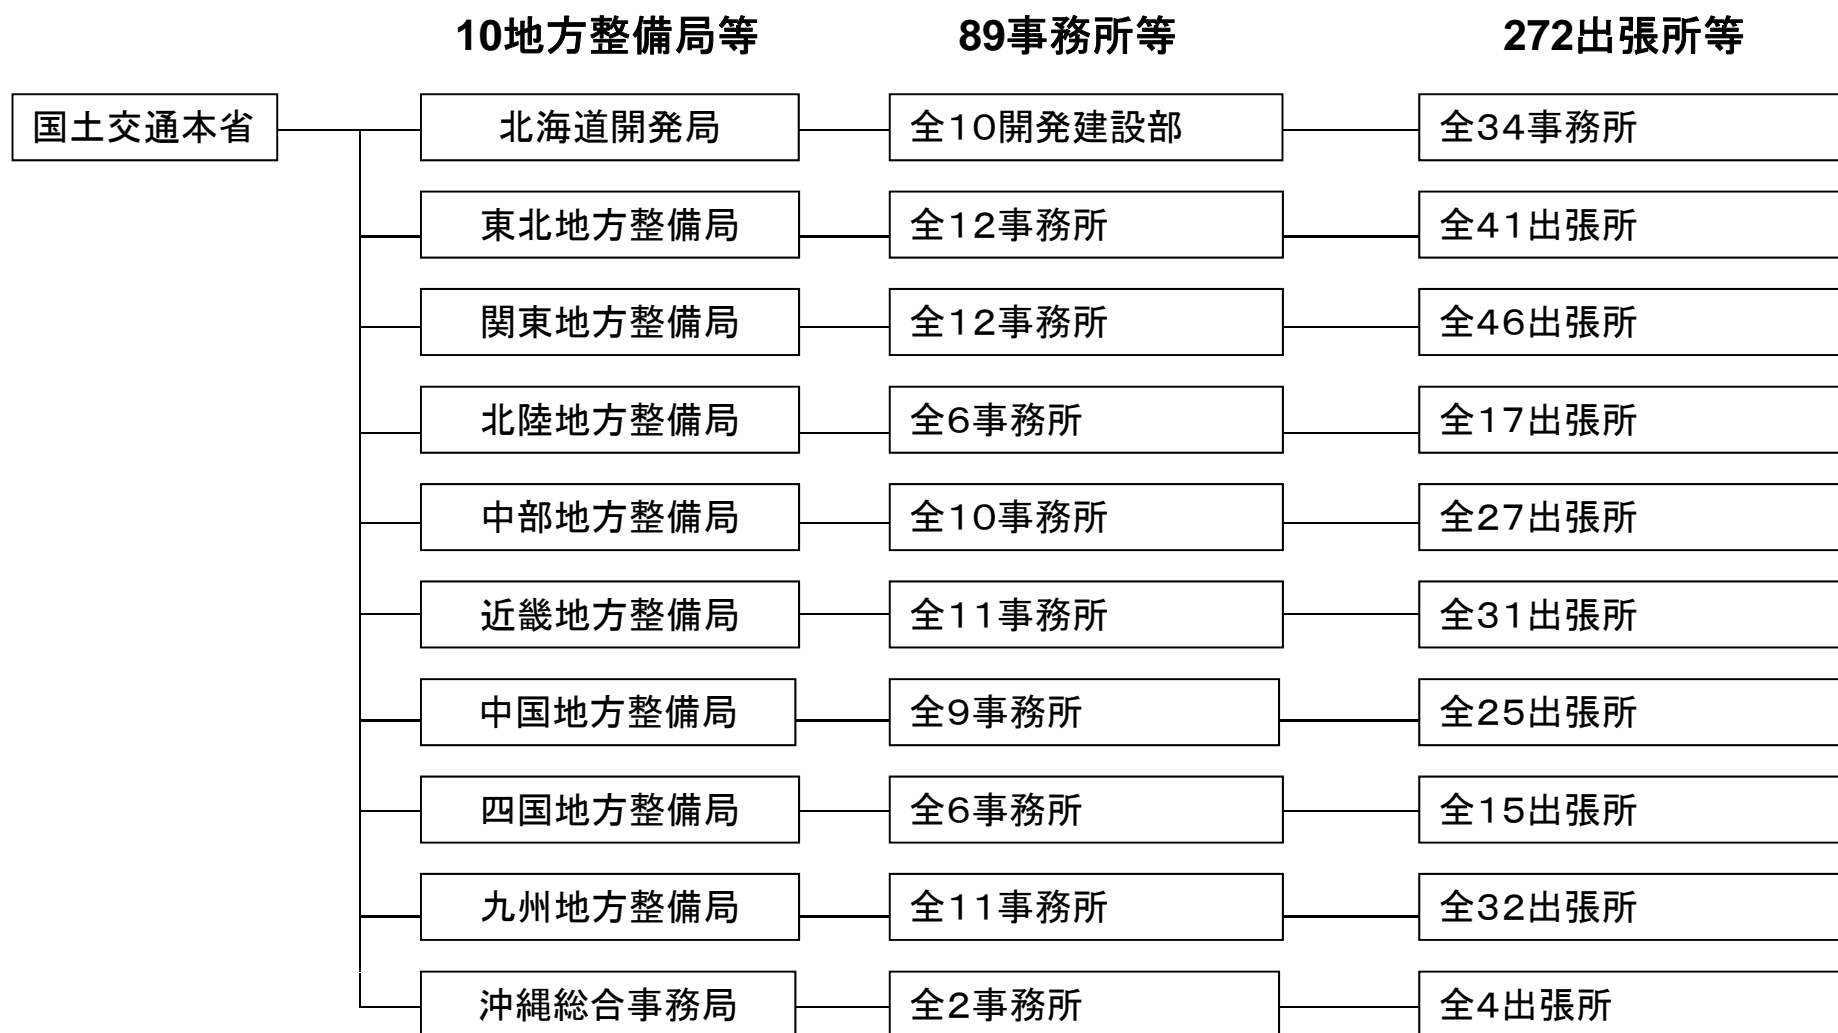 10地方整備局等 89事務所等 272出張所等
国土交通本省 北海道開発局 全１０開発建設部 全３４事務所
東北地方整備局 全１２事務所 全４１出張所
関東地方整備局 全１２事務所 全４６出張所
北陸地方整備局 全６事務所 全１７出張所
中部地方整備局 全１０事務所 全２７出張所
近畿地方整備局 全１１事務所 全３１出張所
中国地方整備局 全９事務所 全２５出張所
四国地方整備局 全６事務所 全１５出張所
九州地方整備局 全１１事務所 全３２出張所
沖縄総合事務局 全２事務所 全４出張所